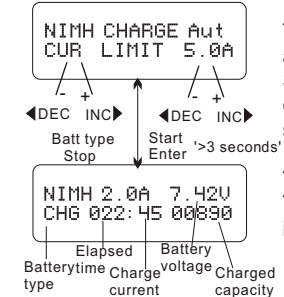 NIMH CHARGE Aut
CUR LIMIT 5.0A
- +
- +
DEC INC
DEC INC
Batt type
Stop
Start
Enter '>3 seconds'
NIMH 2.0A 7.42V
CHG 022:45 00890
Battery
type
Elapsed
time
Charge
current
Battery
voltage
Charged
capacity